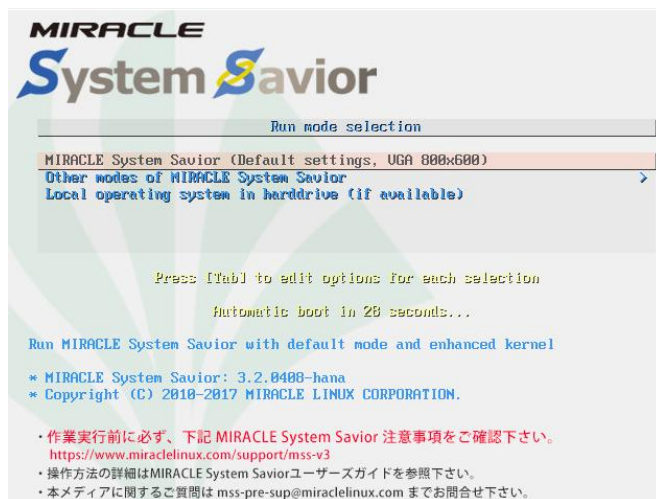 MIRACLE
System Savior
Run mode selection
MIRACLE System Savior (Default settings, VGA 800x600)
Other modes of MIRACLE System Savior >
Local operating system in harddrive (if available)
Press [Tab] to edit options for each selection
Automatic boot in 28 seconds...
Run MIRACLE System Savior with default mode and enhanced kernel
* MIRACLE System Savior: 3.2.0408-hana
* Copyright (C) 2010-2017 MIRACLE LINUX CORPORATION.
・作業実行前に必ず、下記 MIRACLE System Savior 注意事項をご確認下さい。
https://www.miraclelinux.com/support/mss-v3
・操作方法の詳細はMIRACLE System Saviorユーザーズガイドを参照下さい。
・本メディアに関するご質問は mss-pre-sup@miraclelinux.com までお問合せ下さい。